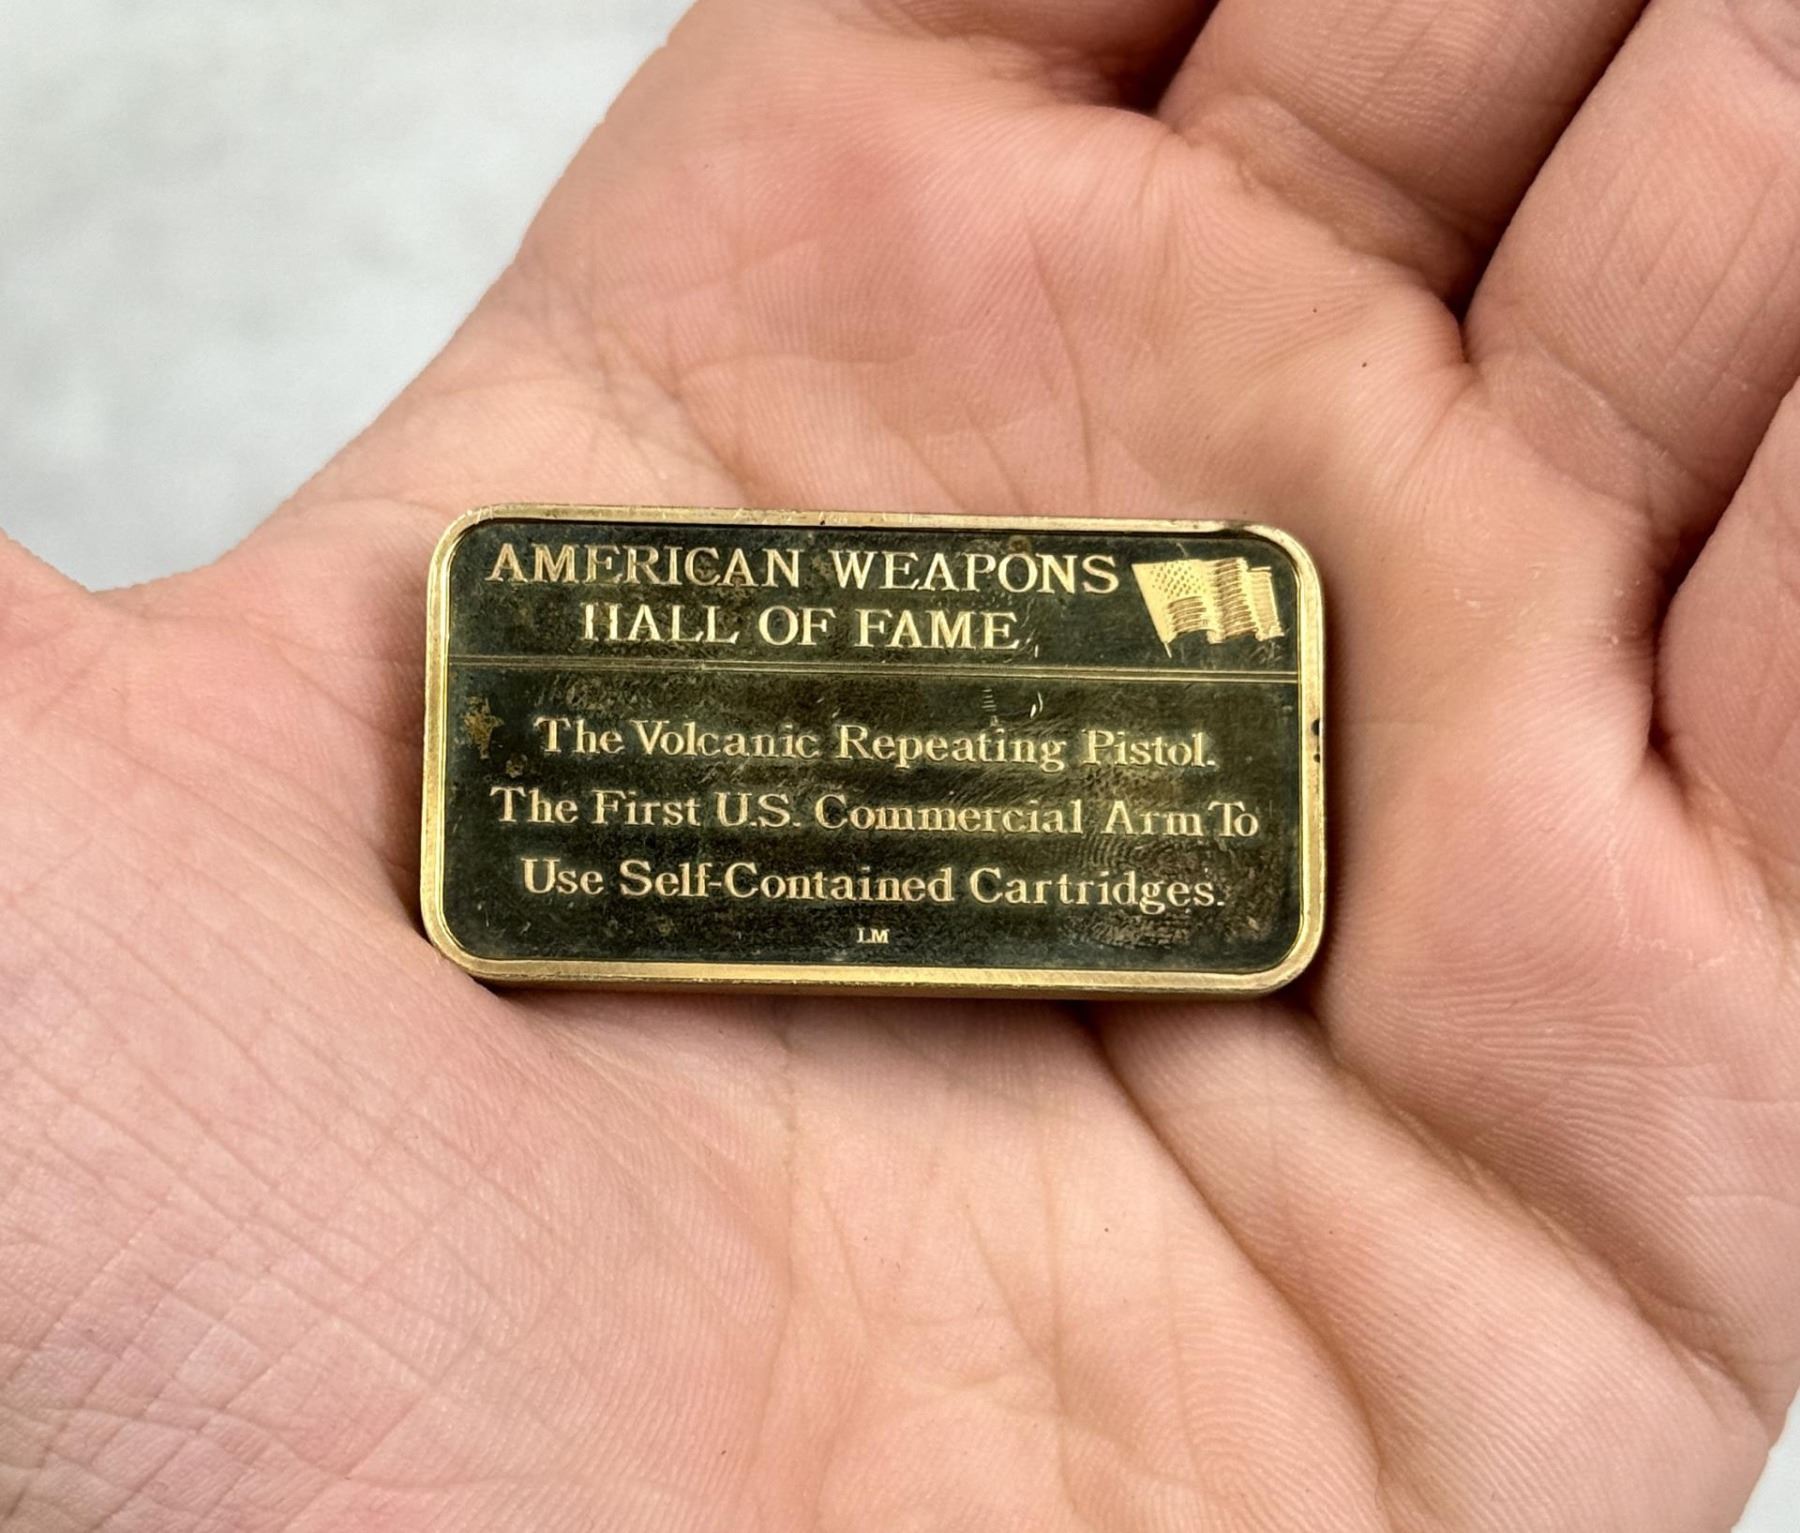 AMERICAN WEAPONS
HALL OF FAME
The Volcanic Repeating Pistol.
The First U.S. Commercial Arm To
Use Self-Contained Cartridges.
LM